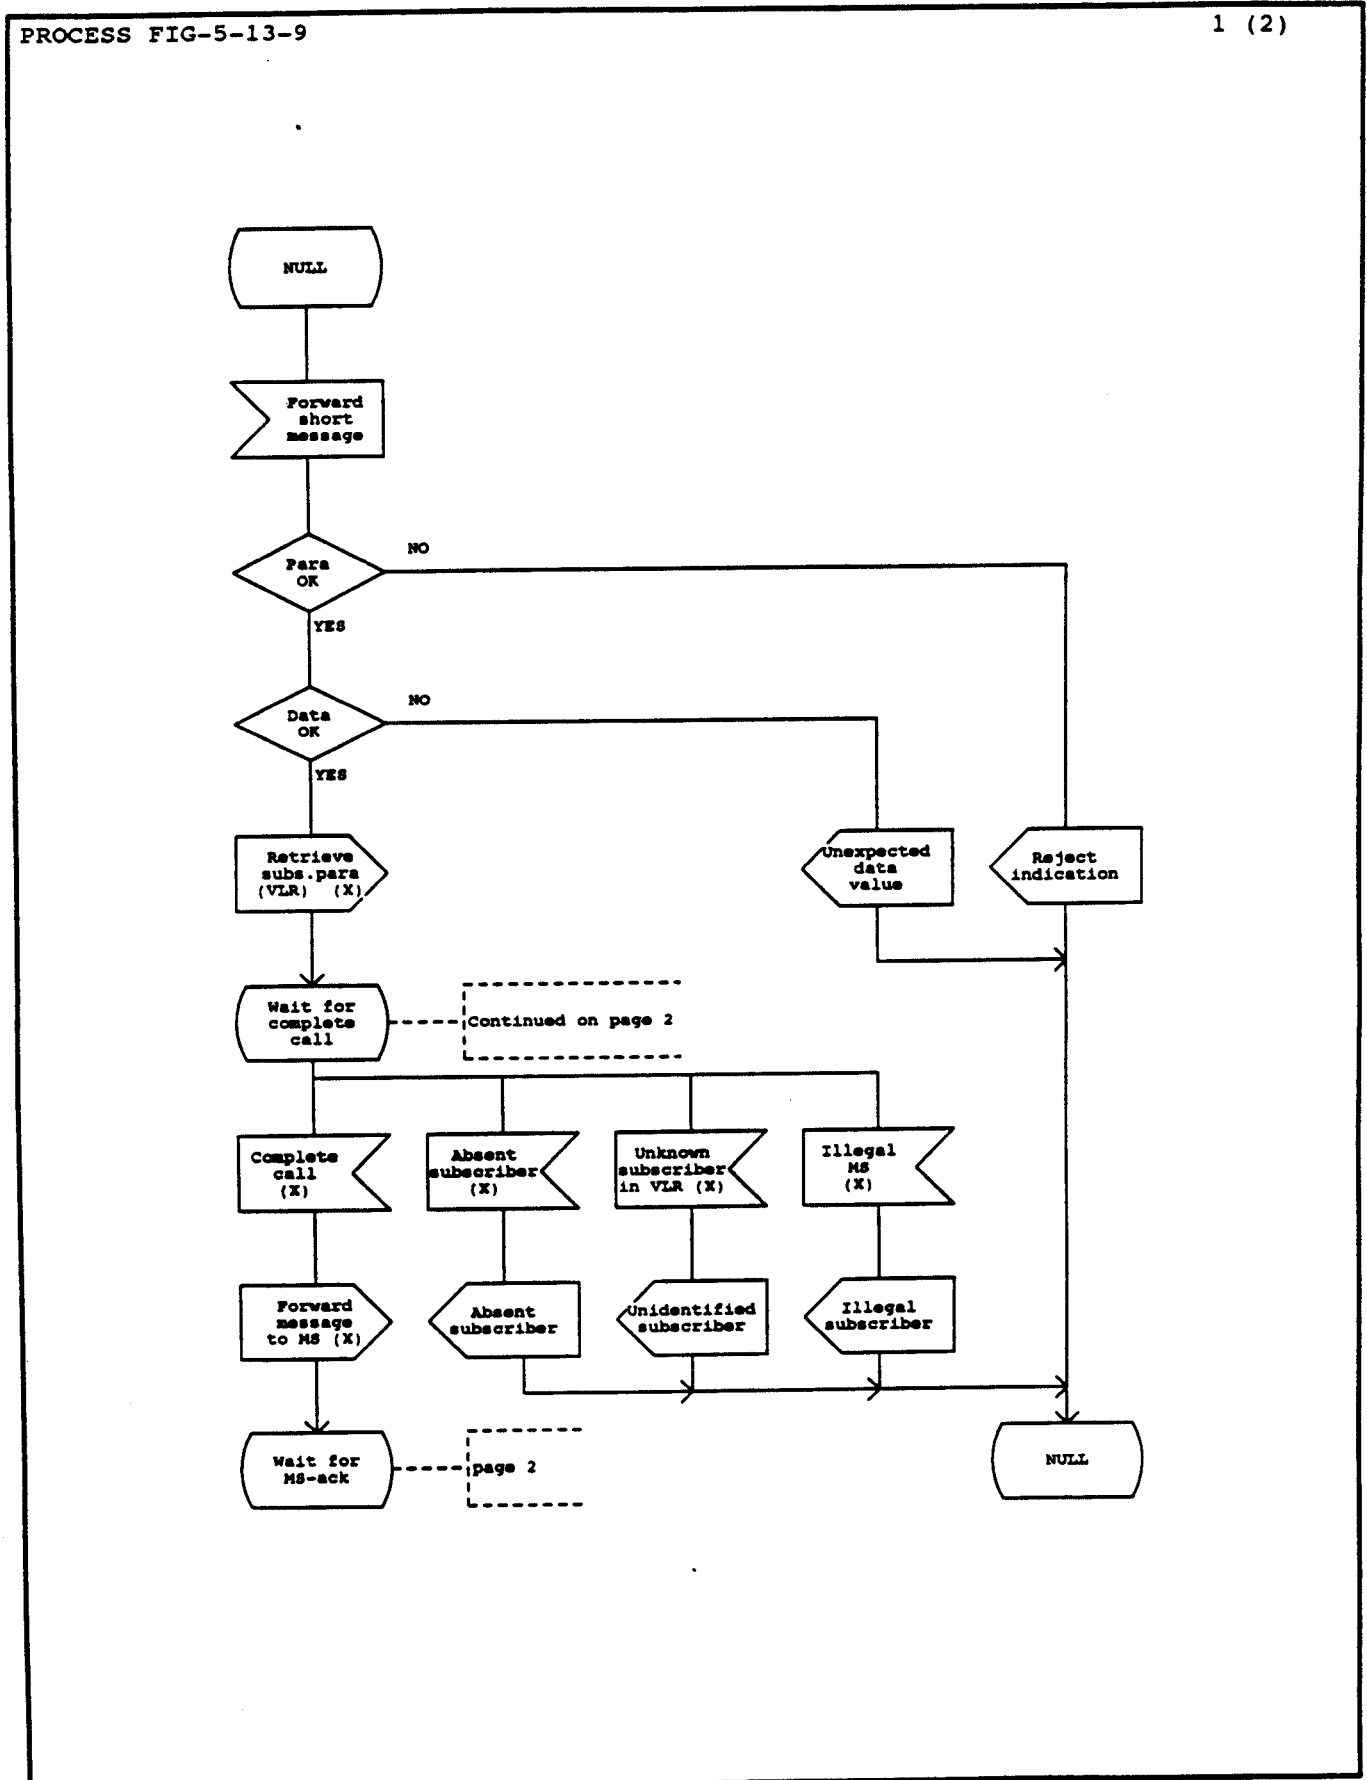 PROCESS FIG-5-13-9
1 (2)
NULL
Forward
short
message
Para
OK
NO
YES
Data
OK
NO
YES
Retrieve
subs.para
(VLR) (X)
Unexpected
data
value
Reject
indication
Wait for
complete
call
Continued on page 2
Complete
call
(X)
Absent
subscriber
(X)
Unknown
subscriber
in VLR (X)
Illegal
MS
(X)
Forward
message
to MS (X)
Absent
subscriber
Unidentified
subscriber
Illegal
subscriber
Wait for
MS-ack
page 2
NULL